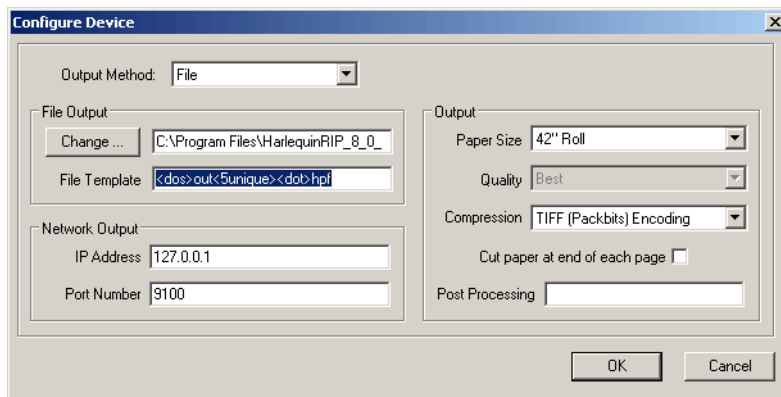 Configure Device
Output Method: File
File Output
Change ... C:\Program Files\HarlequinRIP_8_0_
File Template <dos>out<5unique><dot>hpf
Network Output
IP Address 127.0.0.1
Port Number 9100
Output
Paper Size 42" Roll
Quality Best
Compression TIFF (Packbits) Encoding
Cut paper at end of each page
Post Processing
OK Cancel